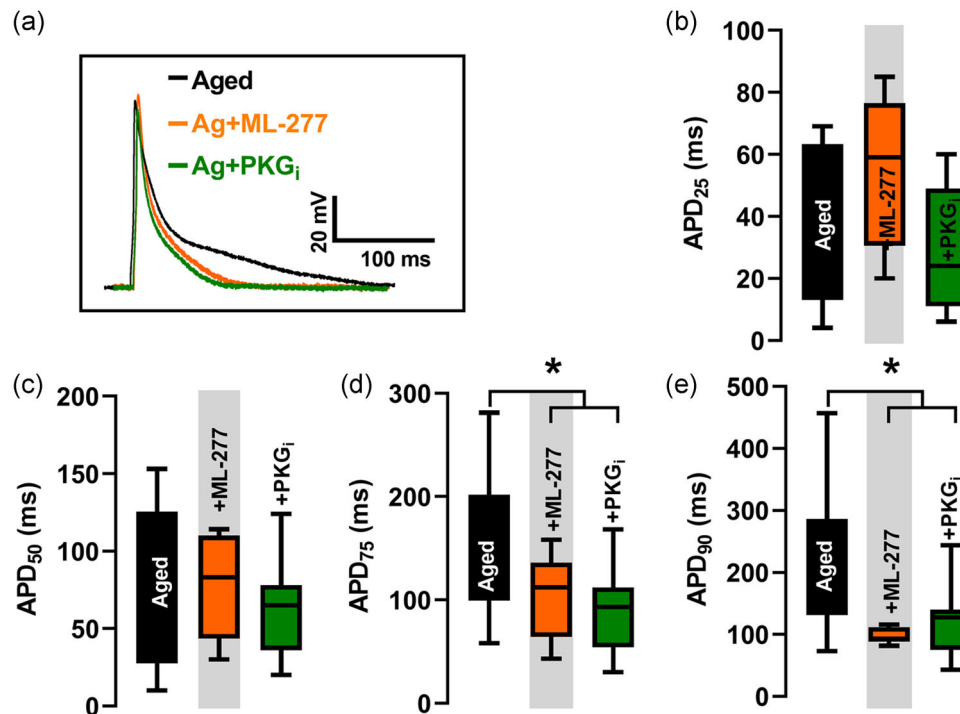 (a)
Aged
Ag+ML-277
Ag+PKGi
20 mV
100 ms
(b)
APD25 (ms)
100
80
60
40
20
0
Aged
+ML-277
+PKGi
(c)
APD50 (ms)
200
150
100
50
0
Aged
+ML-277
+PKGi
(d)
APD75 (ms)
300
200
100
0
*
Aged
+ML-277
+PKGi
(e)
APD90 (ms)
500
400
300
200
100
0
*
Aged
+ML-277
+PKGi